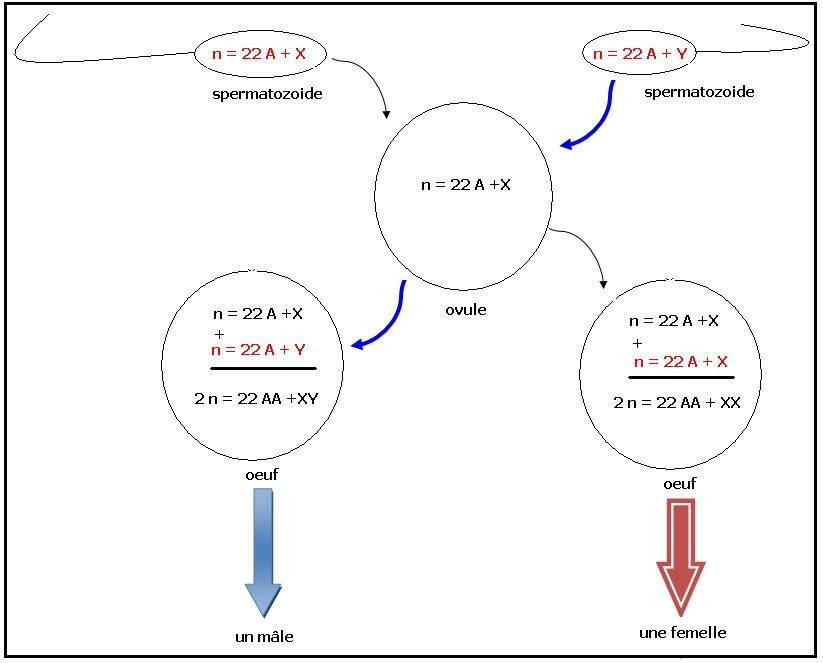 n = 22 A + X
spermatozoide
n = 22 A + Y
spermatozoide
n = 22 A +X
ovule
n = 22 A +X
+
n = 22 A + Y
2 n = 22 AA +XY
oeuf
un mâle
n = 22 A +X
+
n = 22 A + X
2 n = 22 AA + XX
oeuf
une femelle